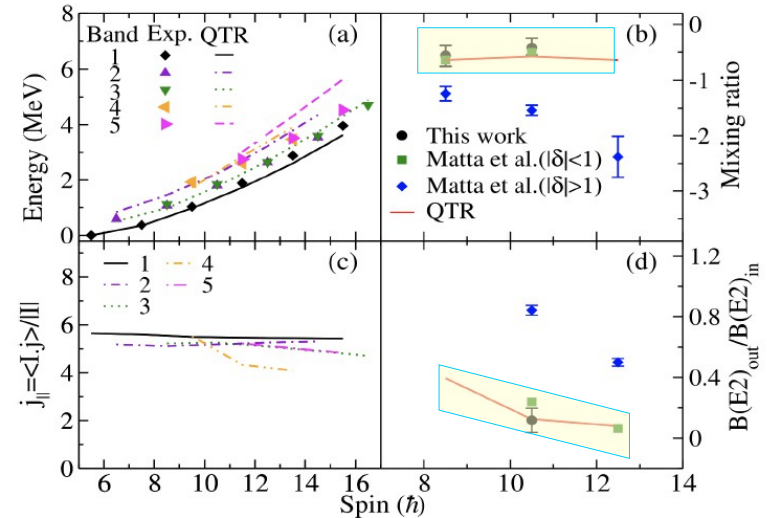 Band Exp. QTR (a)
1
2
3
4
5
8
6
4
2
0
Energy (MeV)
(b)
0
-1
-2
-3
Mixing ratio
This work
Matta et al.(|δ|<1)
Matta et al.(|δ|>1)
QTR
(c)
1 4
2 5
3
8
6
4
2
0
j||=<I.j>/|I|
6 8 10 12 14 16
(d)
1.2
0.8
0.4
0
B(E2)out/B(E2)in
8 10 12 14
Spin (ħ)